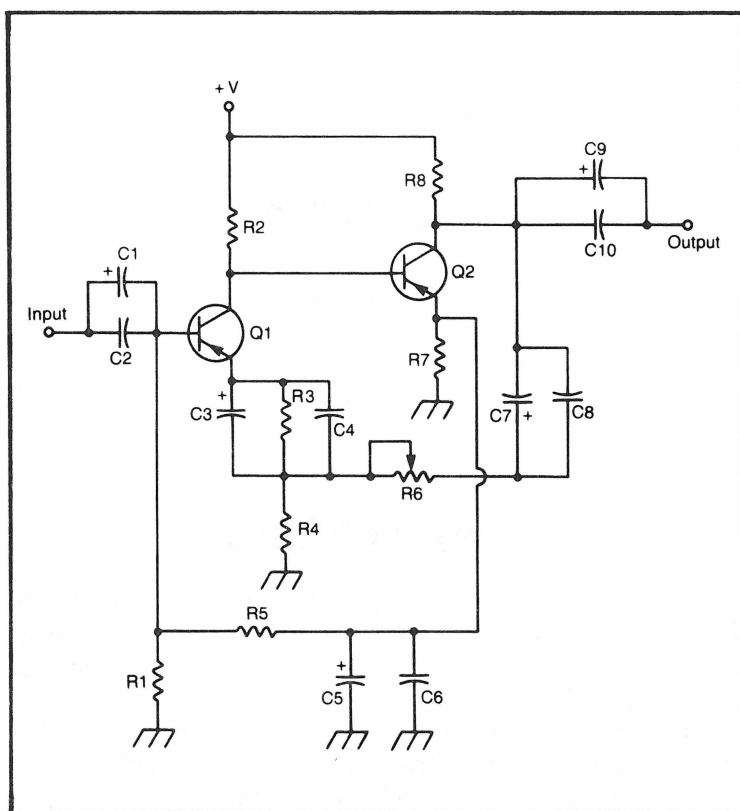 + V
R8
C9
+
R2
C10
Output
C1
+
Q2
Input
Q1
C2
R7
+
R3
C3
C4
C7
+
C8
R6
R4
R5
R1
+
C5
C6